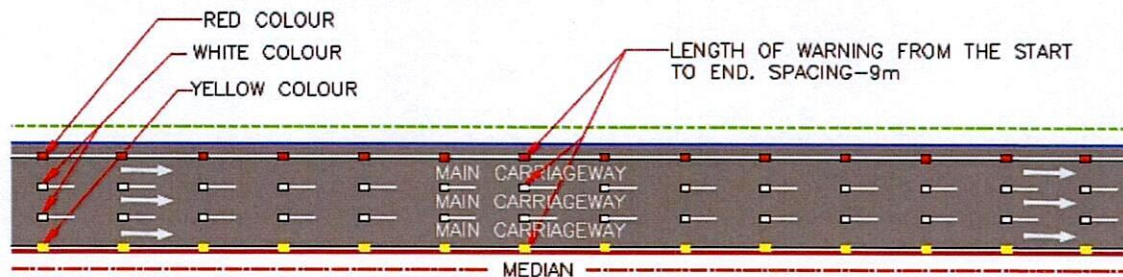 RED COLOUR
WHITE COLOUR
YELLOW COLOUR
LENGTH OF WARNING FROM THE START
TO END. SPACING-9m
MAIN CARRIAGEWAY
MAIN CARRIAGEWAY
MAIN CARRIAGEWAY
MEDIAN